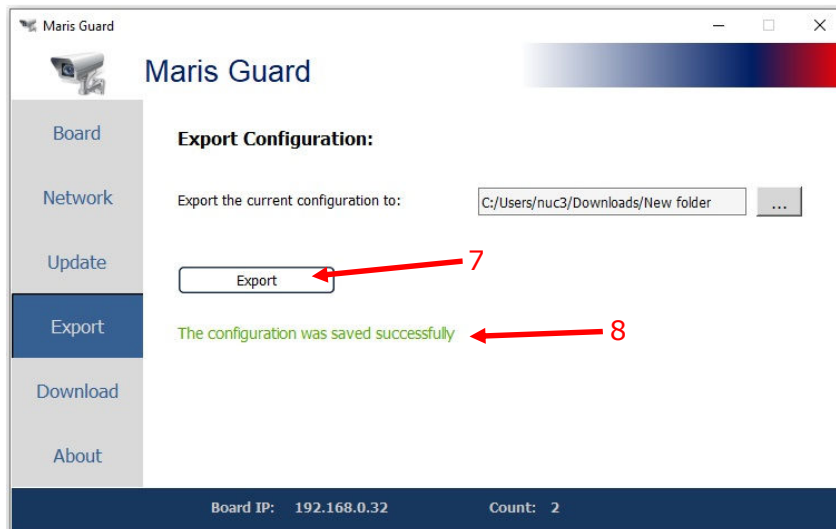 Maris Guard
Maris Guard
Board
Export Configuration:
Network
Export the current configuration to:
C:/Users/nuc3/Downloads/New folder
...
Update
7
Export
Export
The configuration was saved successfully
8
Download
About
Board IP: 192.168.0.32 Count: 2